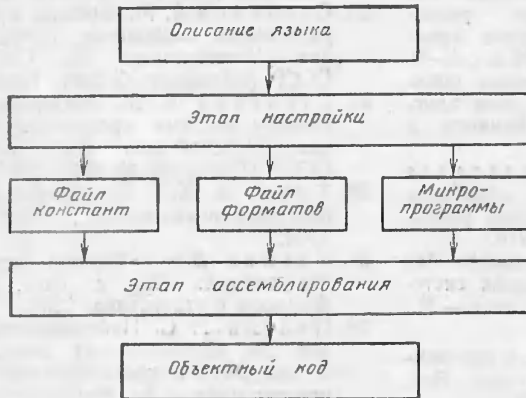 Описание языка
Этап настройки
Файл
констант
Файл
форматов
Микро-
программы
Этап ассемблирования
Объектный код